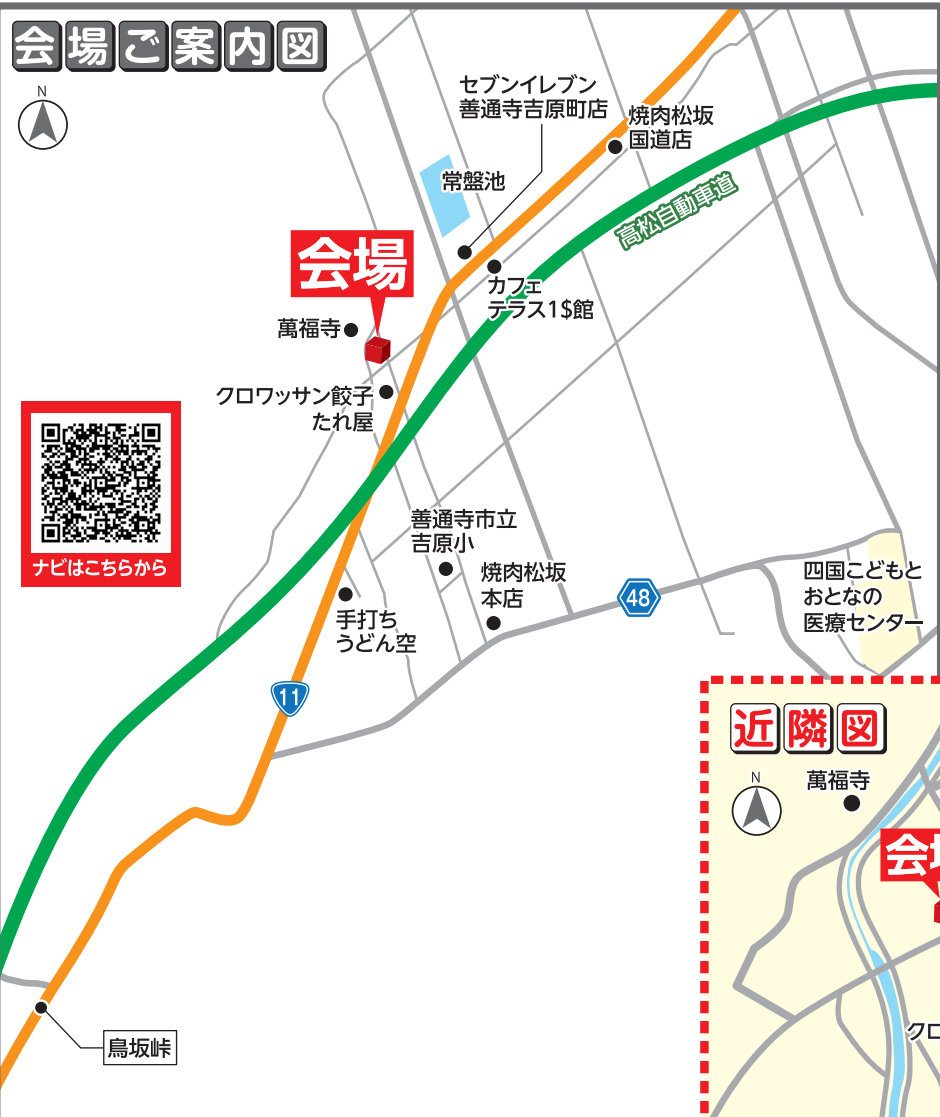 会場ご案内図
N
セブンイレブン
善通寺吉原町店
焼肉松坂
国道店
常盤池
高松自動車道
会場
カフェ
テラス1$館
萬福寺
クロワッサン餃子
たれ屋
ナビはこちらから
善通寺市立
吉原小
焼肉松坂
本店
48
四国こどもと
おとなの
医療センター
手打ち
うどん空
11
近隣図
N
萬福寺
会
クロ
鳥坂峠